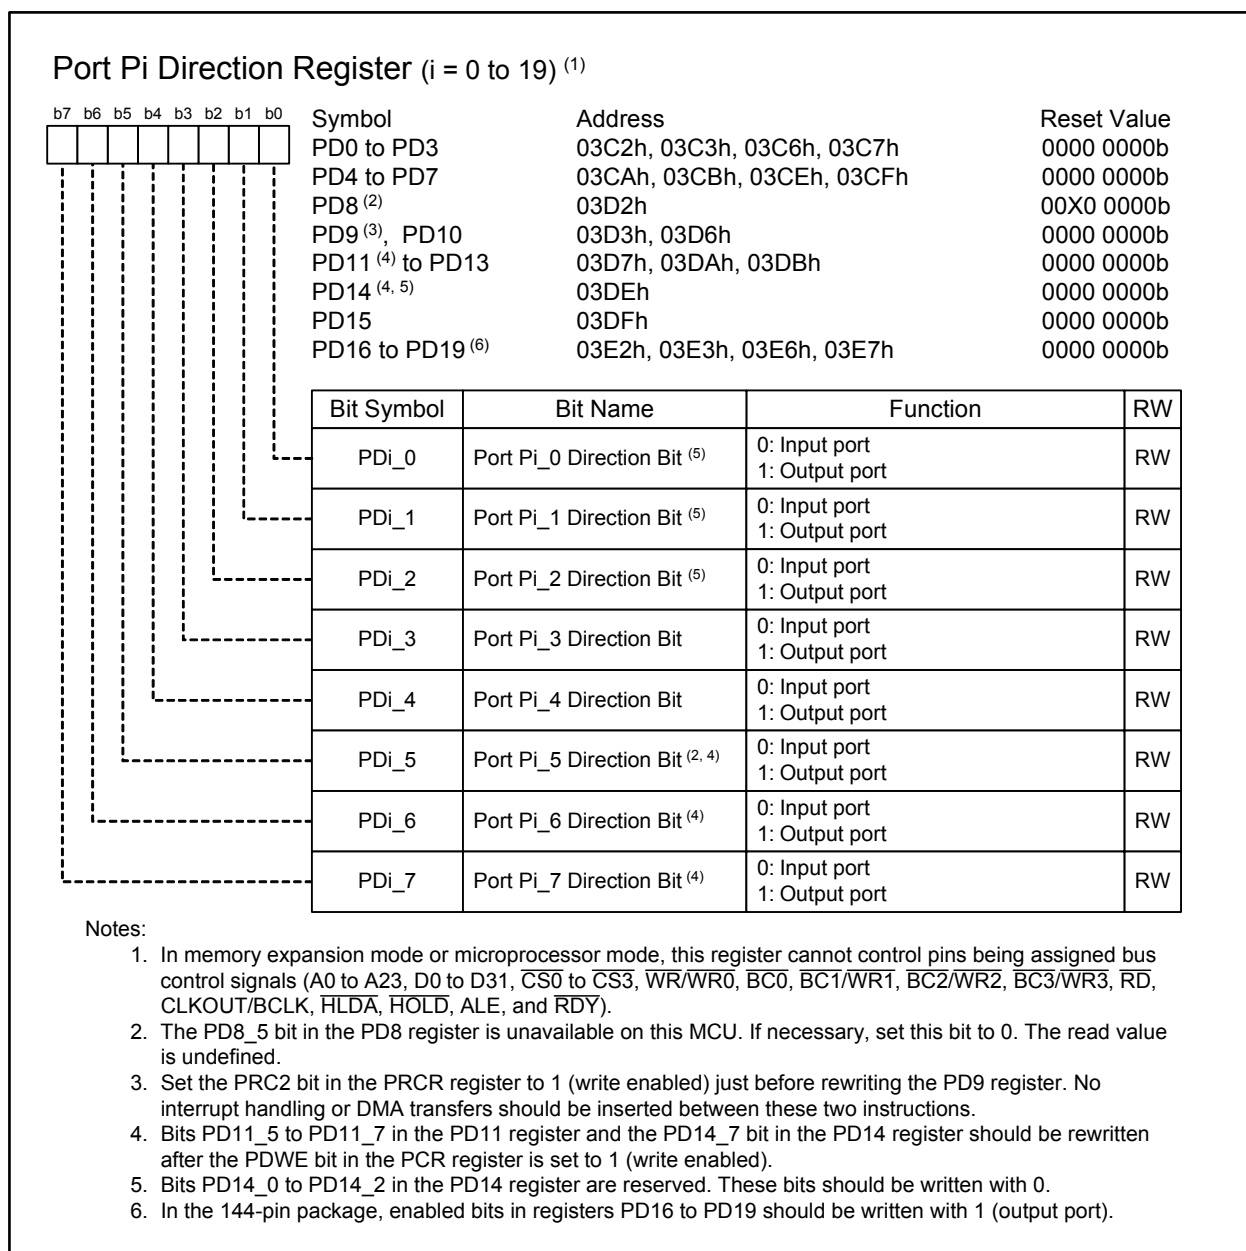 Port Pi Direction Register (i = 0 to 19) (1)
b7 b6 b5 b4 b3 b2 b1 b0
Symbol Address Reset Value
PD0 to PD3 03C2h, 03C3h, 03C6h, 03C7h 0000 0000b
PD4 to PD7 03CAh, 03CBh, 03CEh, 03CFh 0000 0000b
PD8 (2) 03D2h 00X0 0000b
PD9 (3), PD10 03D3h, 03D6h 0000 0000b
PD11 (4) to PD13 03D7h, 03DAh, 03DBh 0000 0000b
PD14 (4, 5) 03DEh 0000 0000b
PD15 03DFh 0000 0000b
PD16 to PD19 (6) 03E2h, 03E3h, 03E6h, 03E7h 0000 0000b
Bit Symbol Bit Name Function RW
PDi_0 Port Pi_0 Direction Bit (5) 0: Input port
1: Output port RW
PDi_1 Port Pi_1 Direction Bit (5) 0: Input port
1: Output port RW
PDi_2 Port Pi_2 Direction Bit (5) 0: Input port
1: Output port RW
PDi_3 Port Pi_3 Direction Bit 0: Input port
1: Output port RW
PDi_4 Port Pi_4 Direction Bit 0: Input port
1: Output port RW
PDi_5 Port Pi_5 Direction Bit (2, 4) 0: Input port
1: Output port RW
PDi_6 Port Pi_6 Direction Bit (4) 0: Input port
1: Output port RW
PDi_7 Port Pi_7 Direction Bit (4) 0: Input port
1: Output port RW
Notes:
1. In memory expansion mode or microprocessor mode, this register cannot control pins being assigned bus
control signals (A0 to A23, D0 to D31, CS0 to CS3, WR/WR0, BC0, BC1/WR1, BC2/WR2, BC3/WR3, RD,
CLKOUT/BCLK, HLDA, HOLD, ALE, and RDY).
2. The PD8_5 bit in the PD8 register is unavailable on this MCU. If necessary, set this bit to 0. The read value
is undefined.
3. Set the PRC2 bit in the PRCR register to 1 (write enabled) just before rewriting the PD9 register. No
interrupt handling or DMA transfers should be inserted between these two instructions.
4. Bits PD11_5 to PD11_7 in the PD11 register and the PD14_7 bit in the PD14 register should be rewritten
after the PDWE bit in the PCR register is set to 1 (write enabled).
5. Bits PD14_0 to PD14_2 in the PD14 register are reserved. These bits should be written with 0.
6. In the 144-pin package, enabled bits in registers PD16 to PD19 should be written with 1 (output port).